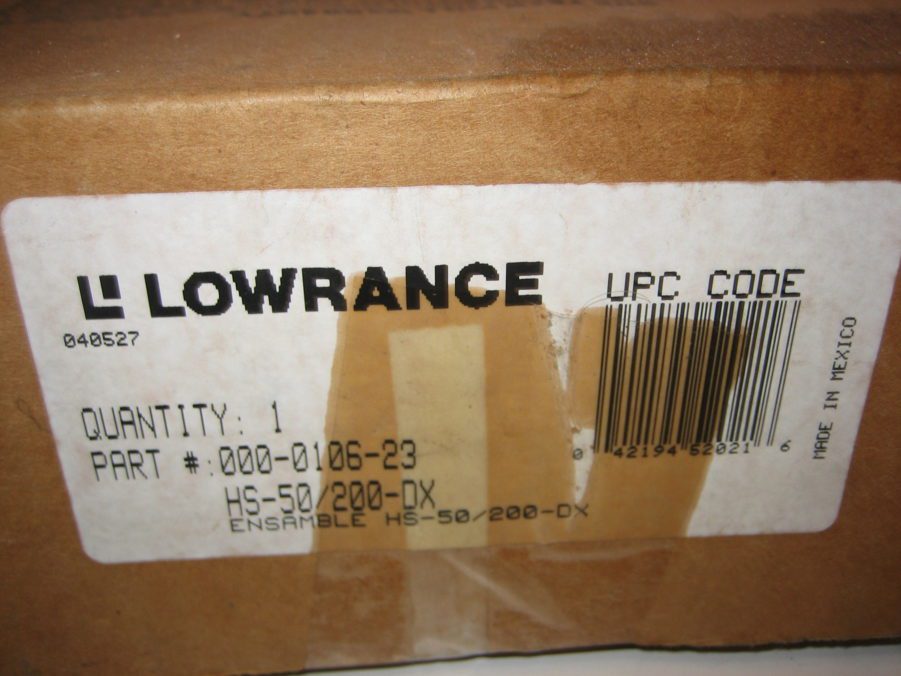 LOWRANCE
040527
QUANTITY: 1
PART #:000-0106-23
HS-50/200-DX
ENSAMBLE HS-50/200-DX
UPC CODE
0 42194 52021 6
MADE IN MEXICO